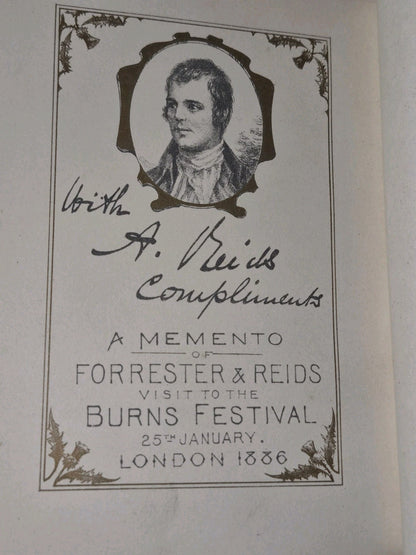 With
A. Reids
Compliments
A MEMENTO
OF
FORRESTER & REIDS
VISIT TO THE
BURNS FESTIVAL
25TH JANUARY.
LONDON 1886